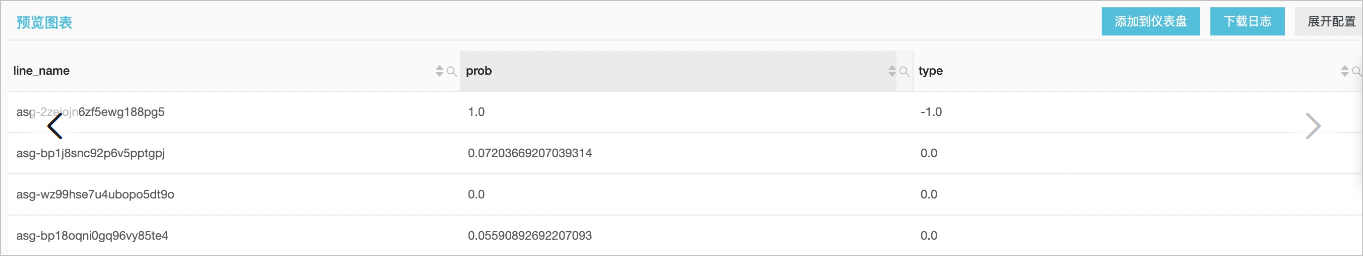 预览图表
添加到仪表盘 下载日志 展开配置
line_name prob type
asg-2zeiojn6zf5ewg188pg5 1.0 -1.0
asg-bp1j8snc92p6v5pptgpj 0.07203669207039314 0.0
asg-wz99hse7u4ubopo5dt9o 0.0 0.0
asg-bp18oqni0gq96vy85te4 0.05590892692207093 0.0